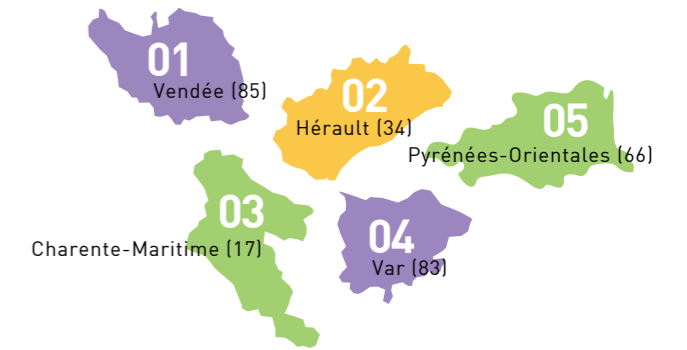 01
Vendée (85)
02
Hérault (34)
05
Pyrénées-Orientales (66)
03
Charente-Maritime (17)
04
Var (83)